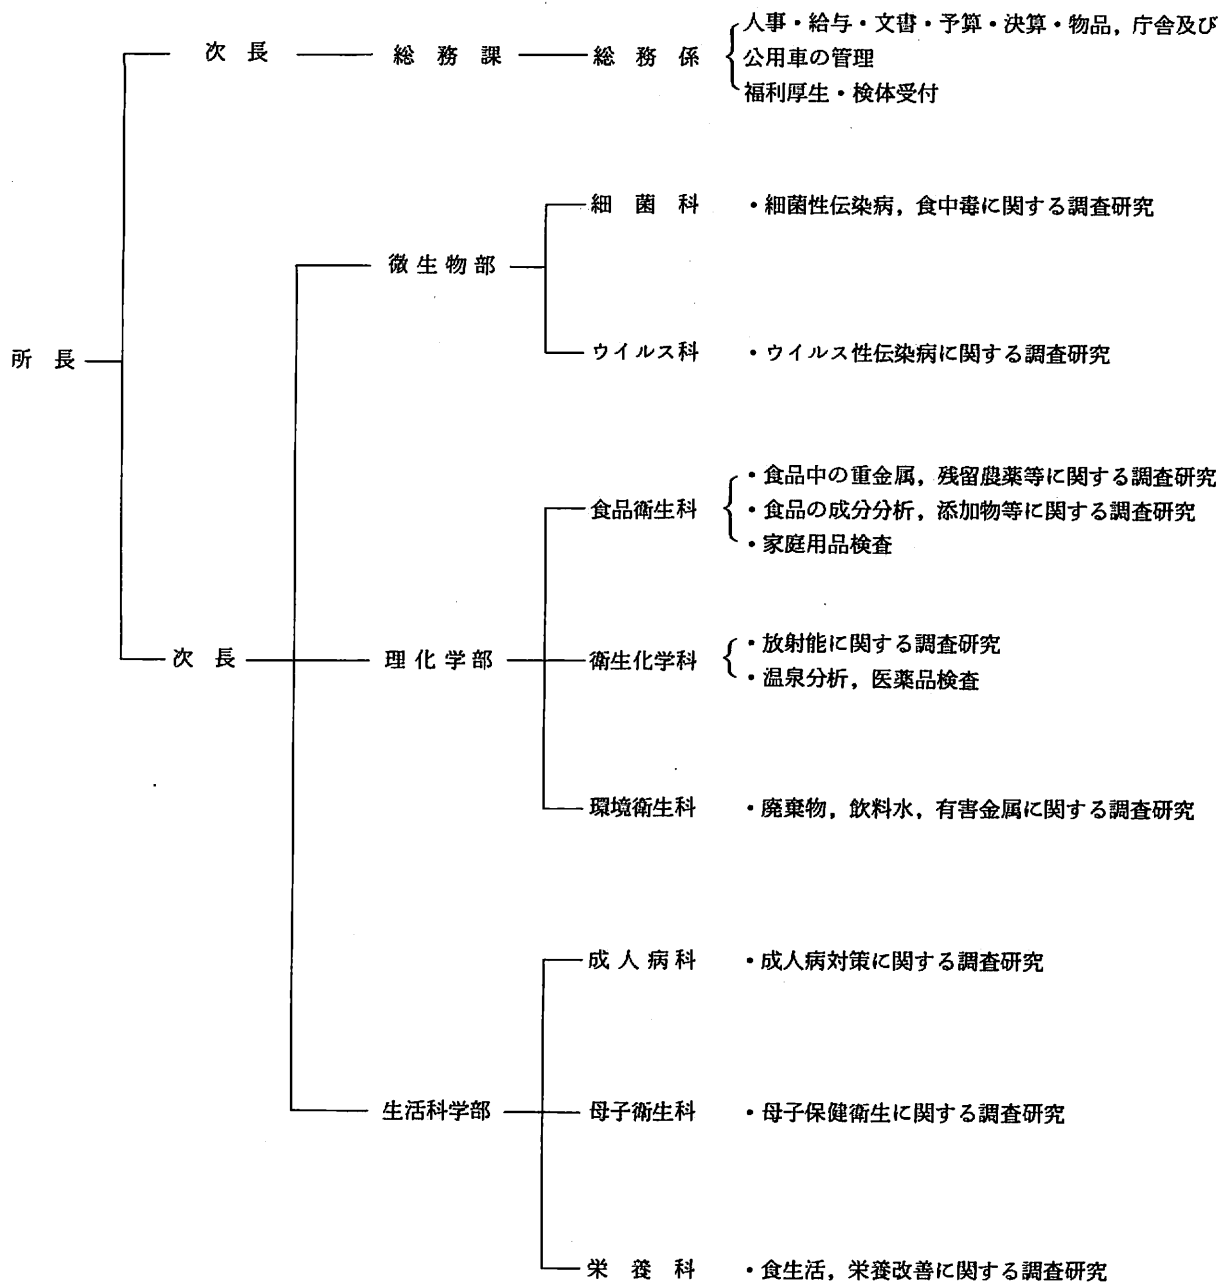 人事・給与・文書・予算・決算・物品，庁舎及び
次長 総務課 総務係 公用車の管理
福利厚生・検体受付
細菌科 ・細菌性伝染病，食中毒に関する調査研究
微生物部
所長 ウイルス科 ・ウイルス性伝染病に関する調査研究
・食品中の重金属，残留農薬等に関する調査研究
食品衛生科 ・食品の成分分析，添加物等に関する調査研究
・家庭用品検査
・放射能に関する調査研究
次長 理化学部 衛生化学科
・温泉分析，医薬品検査
環境衛生科 ・廃棄物，飲料水，有害金属に関する調査研究
成人病科 ・成人病対策に関する調査研究
生活科学部 母子衛生科 ・母子保健衛生に関する調査研究
栄養科 ・食生活，栄養改善に関する調査研究